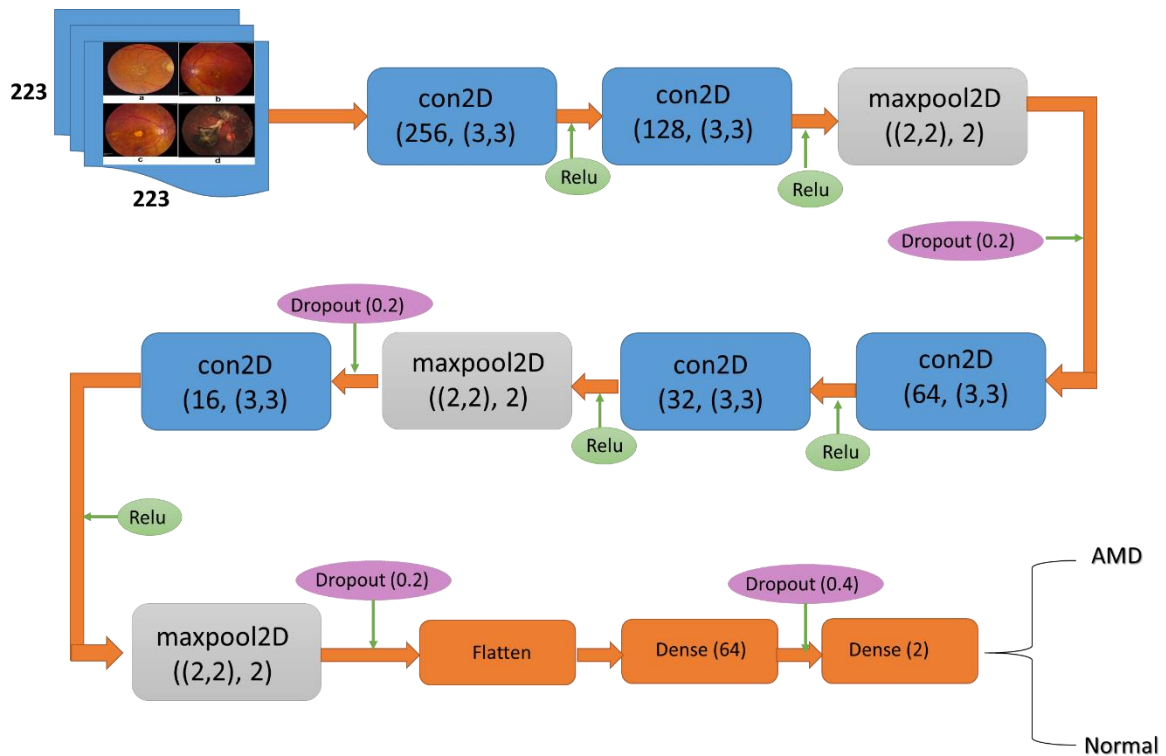 223
a
b
c
d
223
con2D
(256, (3,3)
Relu
con2D
(128, (3,3)
Relu
maxpool2D
((2,2), 2)
Dropout (0.2)
con2D
(64, (3,3)
Relu
con2D
(32, (3,3)
Relu
maxpool2D
((2,2), 2)
Dropout (0.2)
con2D
(16, (3,3)
Relu
maxpool2D
((2,2), 2)
Dropout (0.2)
Flatten
Dense (64)
Dropout (0.4)
Dense (2)
AMD
Normal